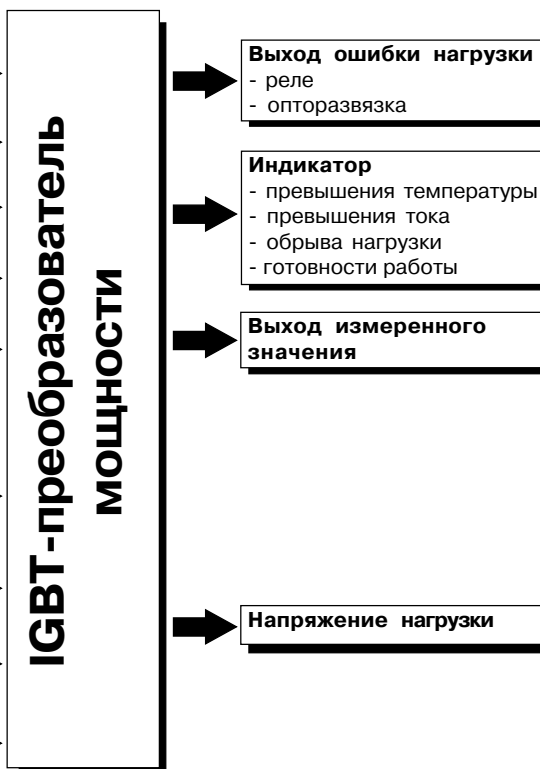 IGBT-преобразователь
мощности
Выход ошибки нагрузки
- реле
- опторазвязка
Индикатор
- превышения температуры
- превышения тока
- обрыва нагрузки
- готовности работы
Выход измеренного
значения
Напряжение нагрузки